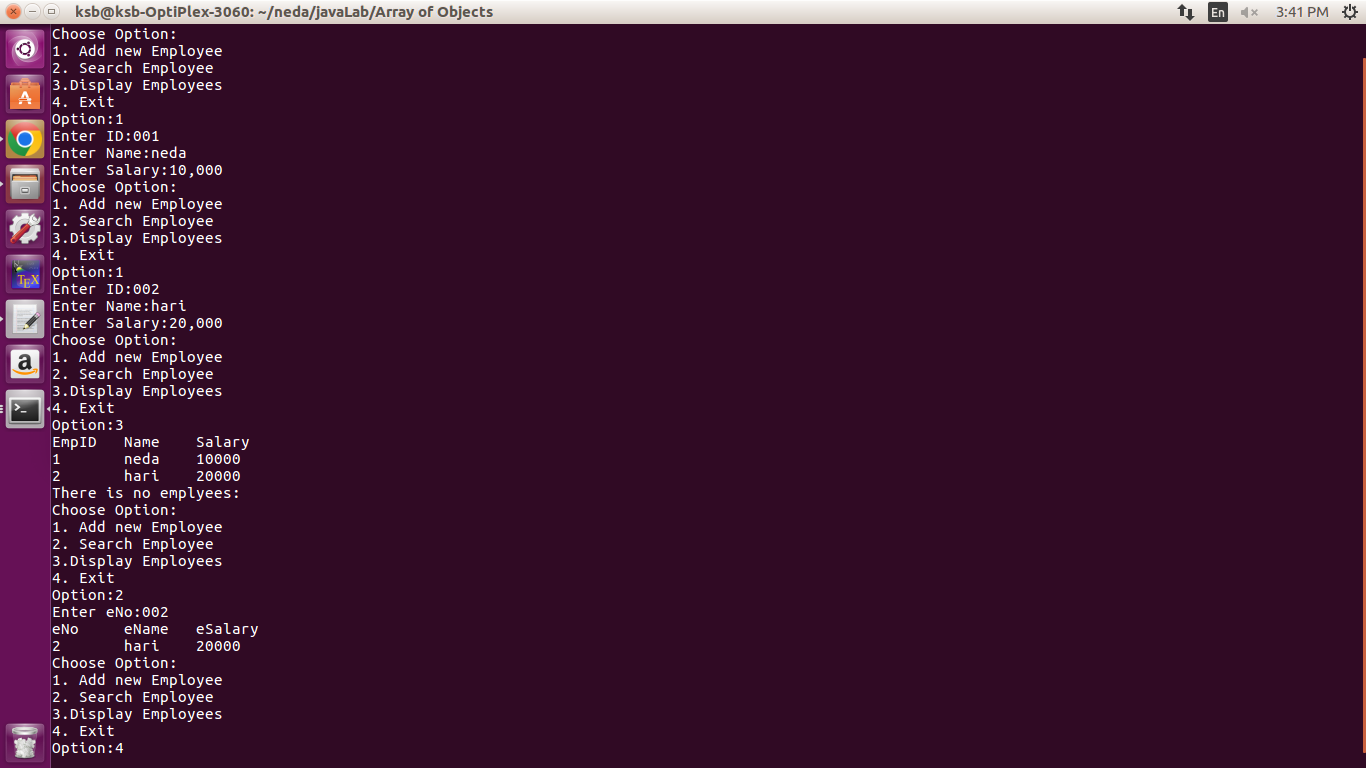 ksb@ksb-OptiPlex-3060: ~/neda/javaLab/Array of Objects
En
3:41 PM
Choose Option:
1. Add new Employee
2. Search Employee
3.Display Employees
4. Exit
Option:1
Enter ID:001
Enter Name:neda
Enter Salary:10,000
Choose Option:
1. Add new Employee
2. Search Employee
3.Display Employees
4. Exit
Option:1
Enter ID:002
Enter Name:hari
Enter Salary:20,000
Choose Option:
1. Add new Employee
2. Search Employee
3.Display Employees
4. Exit
Option:3
EmpID   Name    Salary
1       neda    10000
2       hari    20000
There is no emplyees:
Choose Option:
1. Add new Employee
2. Search Employee
3.Display Employees
4. Exit
Option:2
Enter eNo:002
eNo     eName   eSalary
2       hari    20000
Choose Option:
1. Add new Employee
2. Search Employee
3.Display Employees
4. Exit
Option:4
A
TEX
a
>_